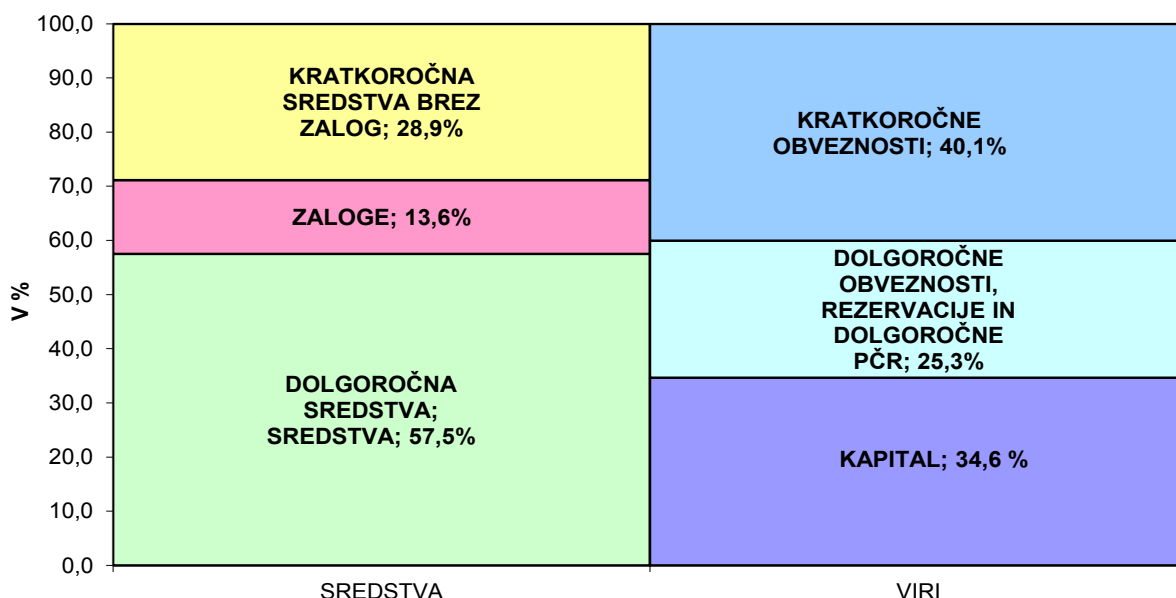 100,0
90,0
80,0
70,0
60,0
50,0
40,0
30,0
20,0
10,0
0,0
V %
KRATKOROČNA
SREDSTVA BREZ
ZALOG; 28,9%
ZALOGE; 13,6%
DOLGOROČNA
SREDSTVA;
SREDSTVA; 57,5%
KRATKOROČNE
OBVEZNOSTI; 40,1%
DOLGOROČNE
OBVEZNOSTI,
REZERVACIJE IN
DOLGOROČNE
PČR; 25,3%
KAPITAL; 34,6 %
SREDSTVA
VIRI